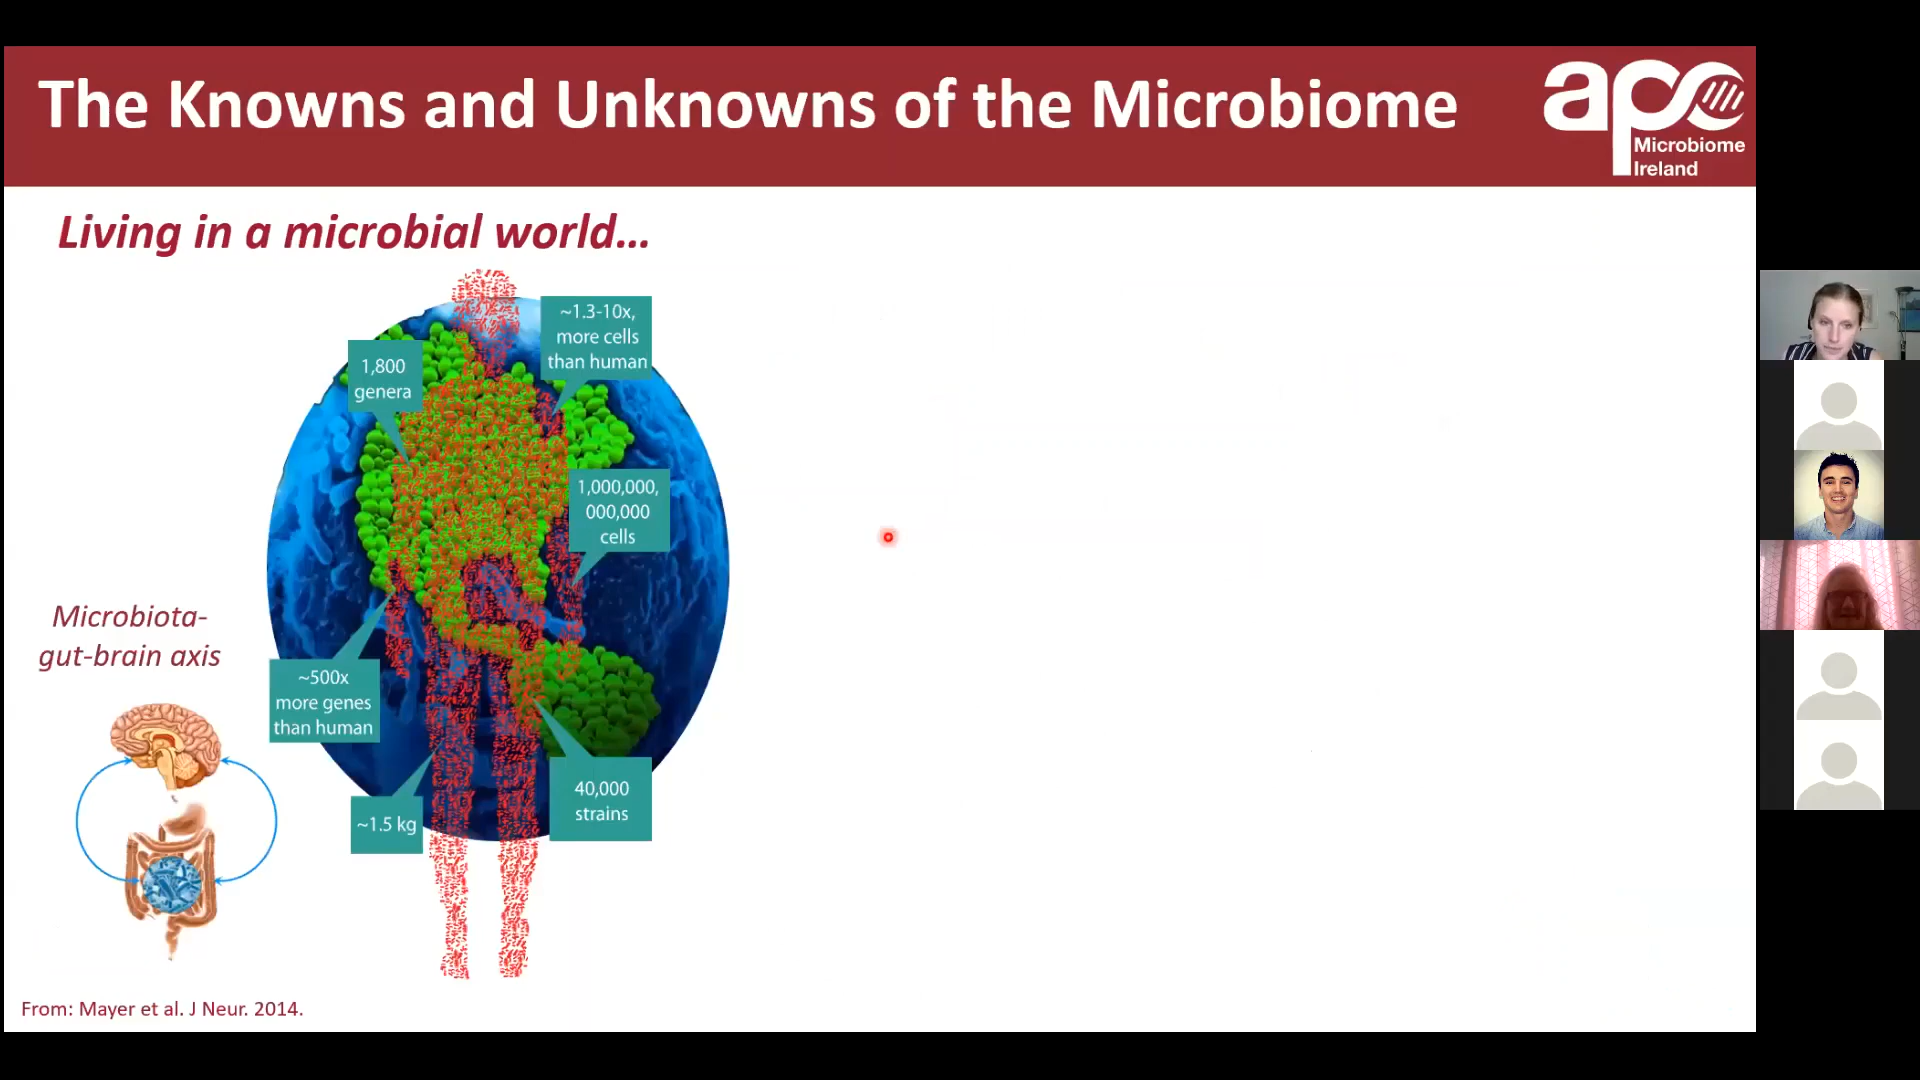 The Knowns and Unknowns of the Microbiome
apc
Microbiome
Ireland
Living in a microbial world...
~1.3-10x,
more cells
than human
1,800
genera
1,000,000,
000,000
cells
Microbiota-
gut-brain axis
~500x
more genes
than human
40,000
strains
~1.5 kg
From: Mayer et al. J Neur. 2014.